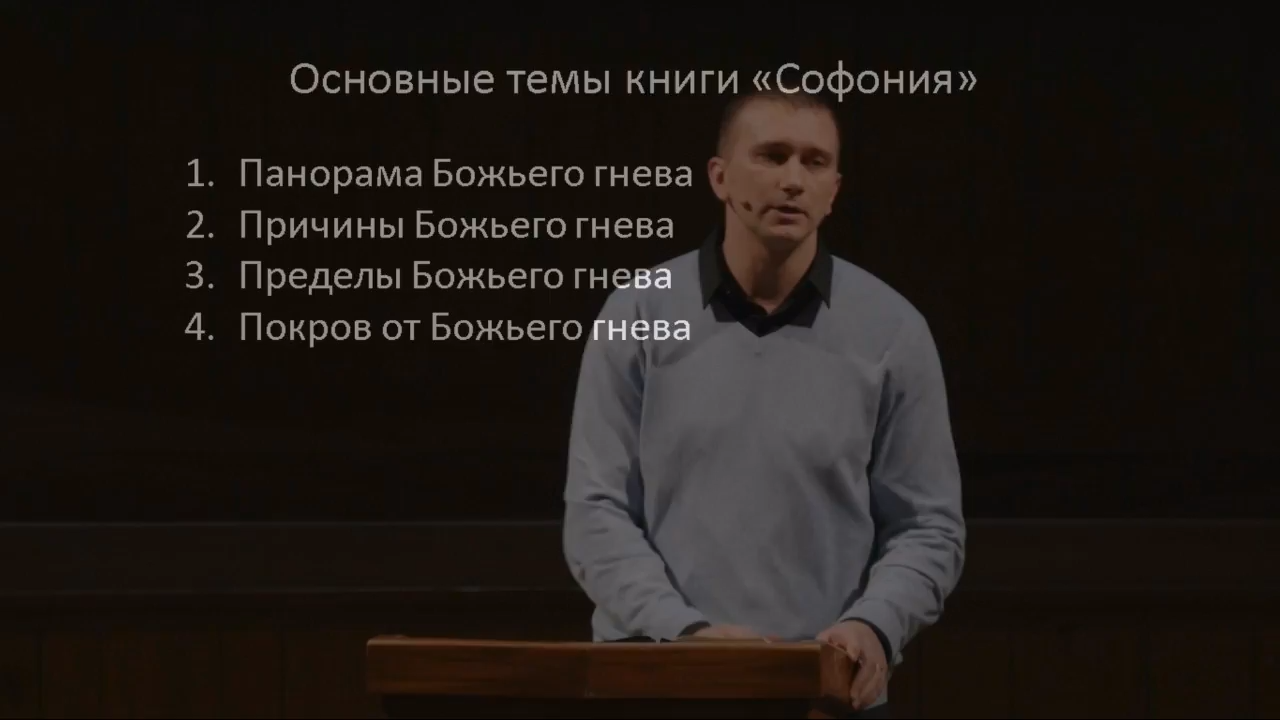 Основные темы книги «Софония»
1. Панорама Божьего гнева
2. Причины Божьего гнева
3. Пределы Божьего гнева
4. Покров от Божьего гнева